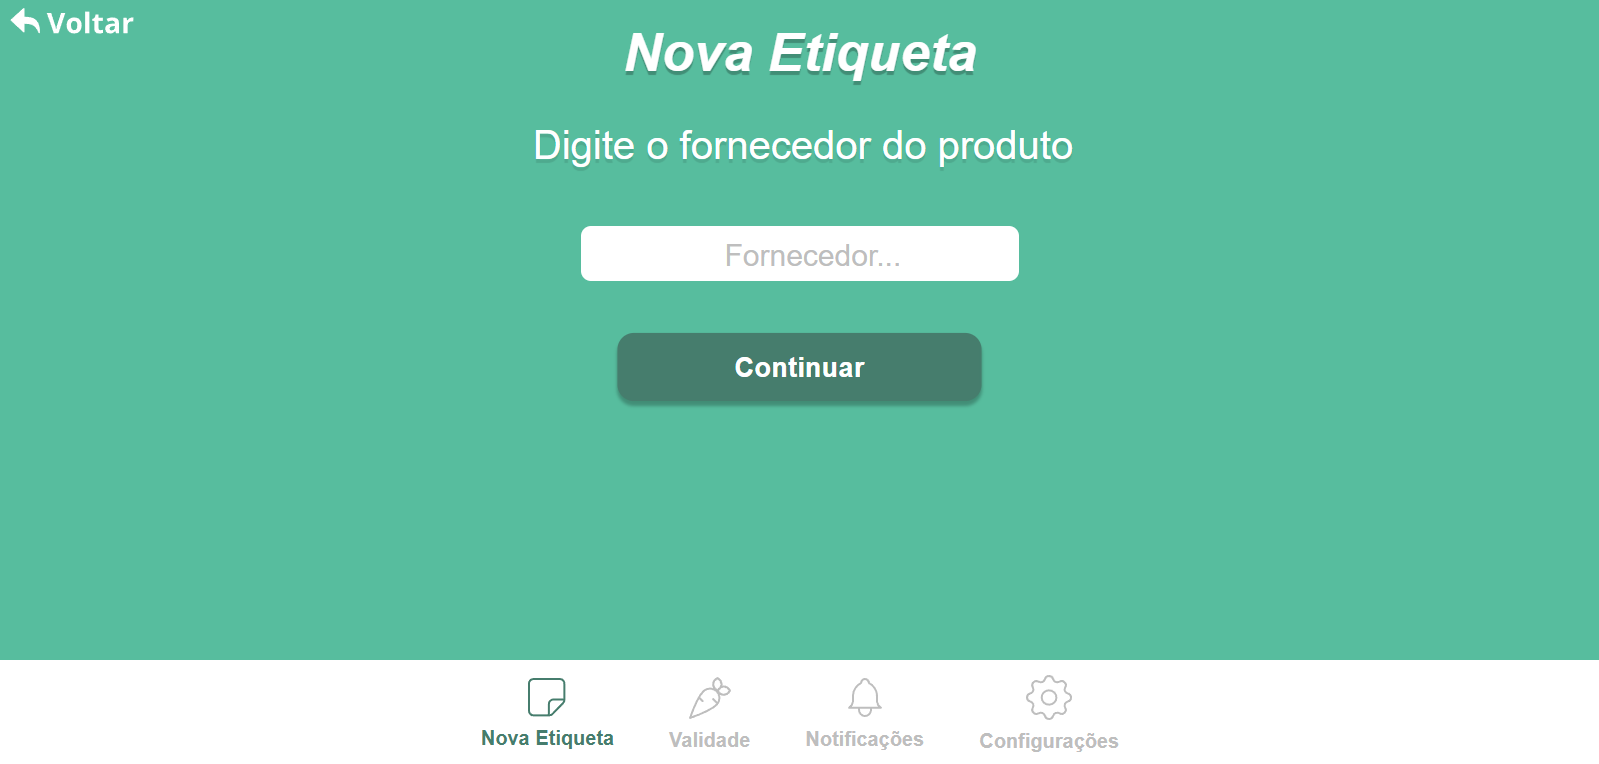 Voltar
Nova Etiqueta
Digite o fornecedor do produto
Fornecedor...
Continuar
Nova Etiqueta
Validade
Notificações
Configurações